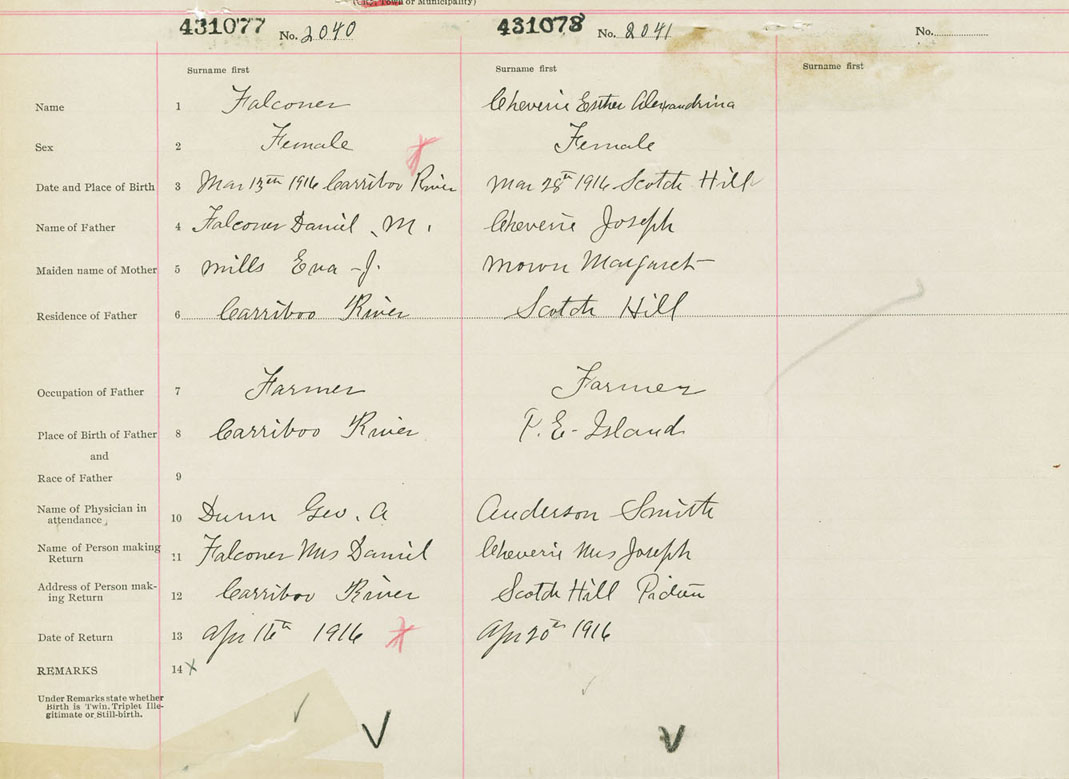 Town or Municipality)
431077 No. 2040 431078 No. 2041 No.
Surname first Surname first Surname first
Name 1 Falconer Cheverie Esther Alexandrina
Sex 2 Female Female
Date and Place of Birth 3 Mar 13th 1916 Carriboo River Mar 28th 1916 Scotch Hill
Name of Father 4 Falconer Daniel M. Cheverie Joseph
Maiden name of Mother 5 Mills Eva J. Margaret
Residence of Father 6 Carriboo River Scotch Hill
Occupation of Father 7 Farmer Farmer
Place of Birth of Father 8 Carriboo River P.E. Island
and
Race of Father 9
Name of Physician in
attendance, 10 Dunn Geo. A Anderson Smith
Name of Person making
Return 11 Falconer Mrs Daniel Cheverie Mrs Joseph
Address of Person mak-
ing Return 12 Carriboo River Scotch Hill Pictou
Date of Return 13 Apr 16th 1916 Apr 20th 1916
REMARKS 14 x
Under Remarks state whether
Birth is Twin, Triplet Ille-
gitimate or Still-birth.